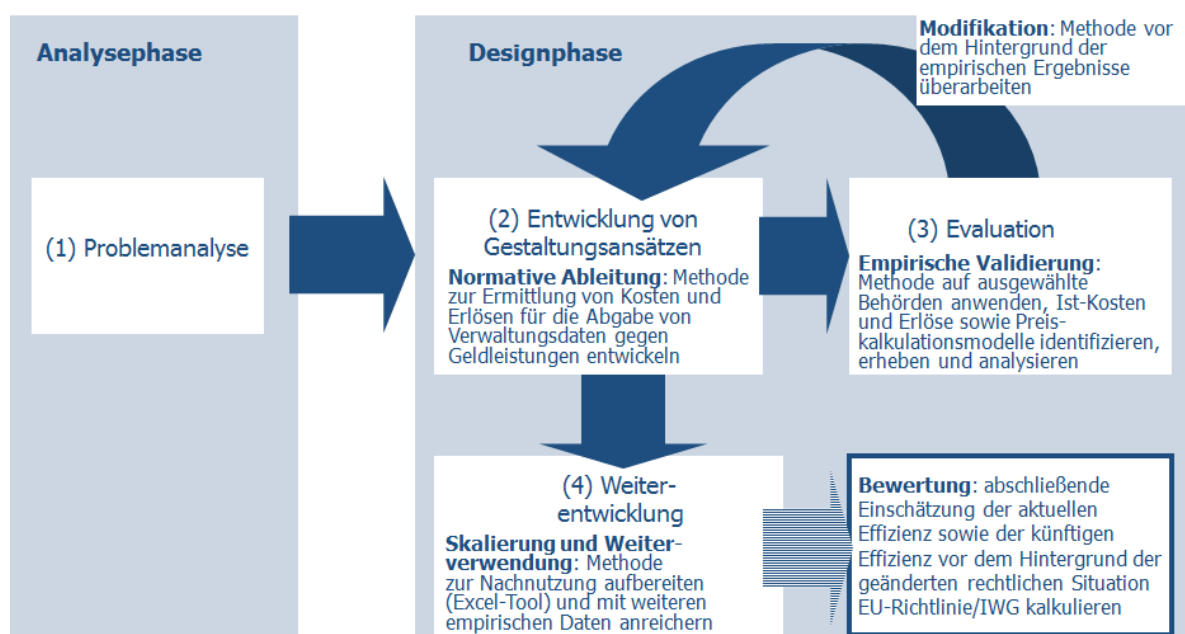 Analysephase
Designphase
Modifikation: Methode vor
dem Hintergrund der
empirischen Ergebnisse
überarbeiten
(1) Problemanalyse
(2) Entwicklung von
Gestaltungsansätzen
Normative Ableitung: Methode
zur Ermittlung von Kosten und
Erlösen für die Abgabe von
Verwaltungsdaten gegen
Geldleistungen entwickeln
(3) Evaluation
Empirische Validierung:
Methode auf ausgewählte
Behörden anwenden, Ist-Kosten
und Erlöse sowie Preis-
kalkulationsmodelle identifizieren,
erheben und analysieren
(4) Weiter-
entwicklung
Skalierung und Weiter-
verwendung: Methode
zur Nachnutzung aufbereiten
(Excel-Tool) und mit weiteren
empirischen Daten anreichern
Bewertung: abschließende
Einschätzung der aktuellen
Effizienz sowie der künftigen
Effizienz vor dem Hintergrund der
geänderten rechtlichen Situation
EU-Richtlinie/IWG kalkulieren